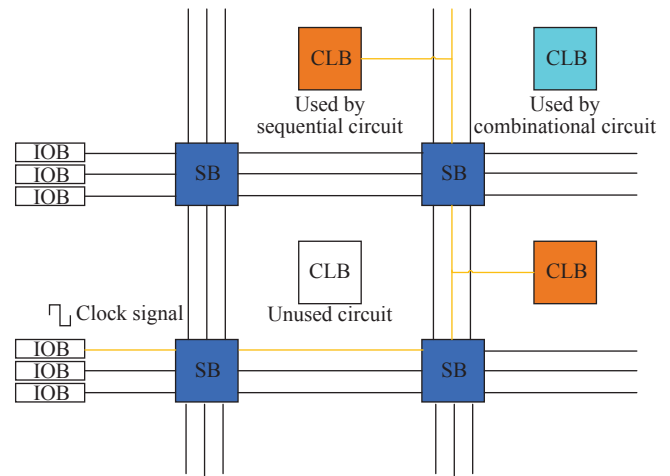 CLB
CLB
Used by
sequential circuit
Used by
combinational circuit
IOB
IOB
IOB
SB
SB
CLB
CLB
Unused circuit
Clock signal
IOB
IOB
IOB
SB
SB